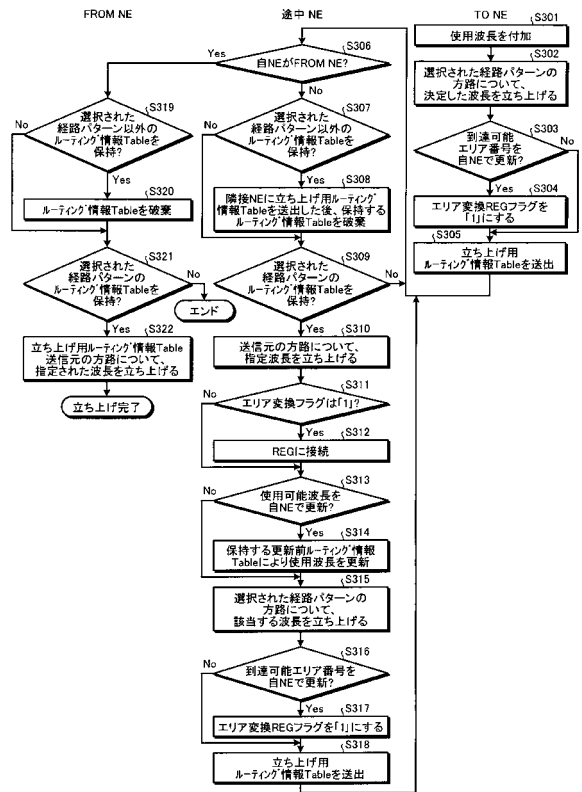 FROM NE
途中 NE
TO NE
S301
使用波長を付加
S302
選択された経路パターンの
方路について、
決定した波長を立ち上げる
S303
到達可能
エリア番号を
自NEで更新?
No
Yes
S304
エリア変換REGフラグを
「1」にする
S305
立ち上げ用
ルーティング情報Tableを送出
S306
自NEがFROM NE?
Yes
No
S307
選択された
経路パターン以外の
ルーティング情報Tableを
保持?
No
Yes
S308
隣接NEに立ち上げ用ルーティング
情報Tableを送出した後、保持する
ルーティング情報Tableを破棄
S309
選択された
経路パターンの
ルーティング情報Tableを
保持?
No
Yes
S310
送信元の方路について、
指定波長を立ち上げる
S311
エリア変換フラグは「1」?
No
Yes
S312
REGに接続
S313
使用可能波長を
自NEで更新?
No
Yes
S314
保持する更新前ルーティング情報
Tableにより使用波長を更新
S315
選択された経路パターンの
方路について、
該当する波長を立ち上げる
S316
到達可能エリア番号を
自NEで更新?
No
Yes
S317
エリア変換REGフラグを「1」にする
S318
立ち上げ用
ルーティング情報Tableを送出
S319
選択された
経路パターン以外の
ルーティング情報Tableを
保持?
No
Yes
S320
ルーティング情報Tableを破棄
S321
選択された
経路パターンの
ルーティング情報Tableを
保持?
No
エンド
Yes
S322
立ち上げ用ルーティング情報Table
送信元の方路について、
指定された波長を立ち上げる
立ち上げ完了